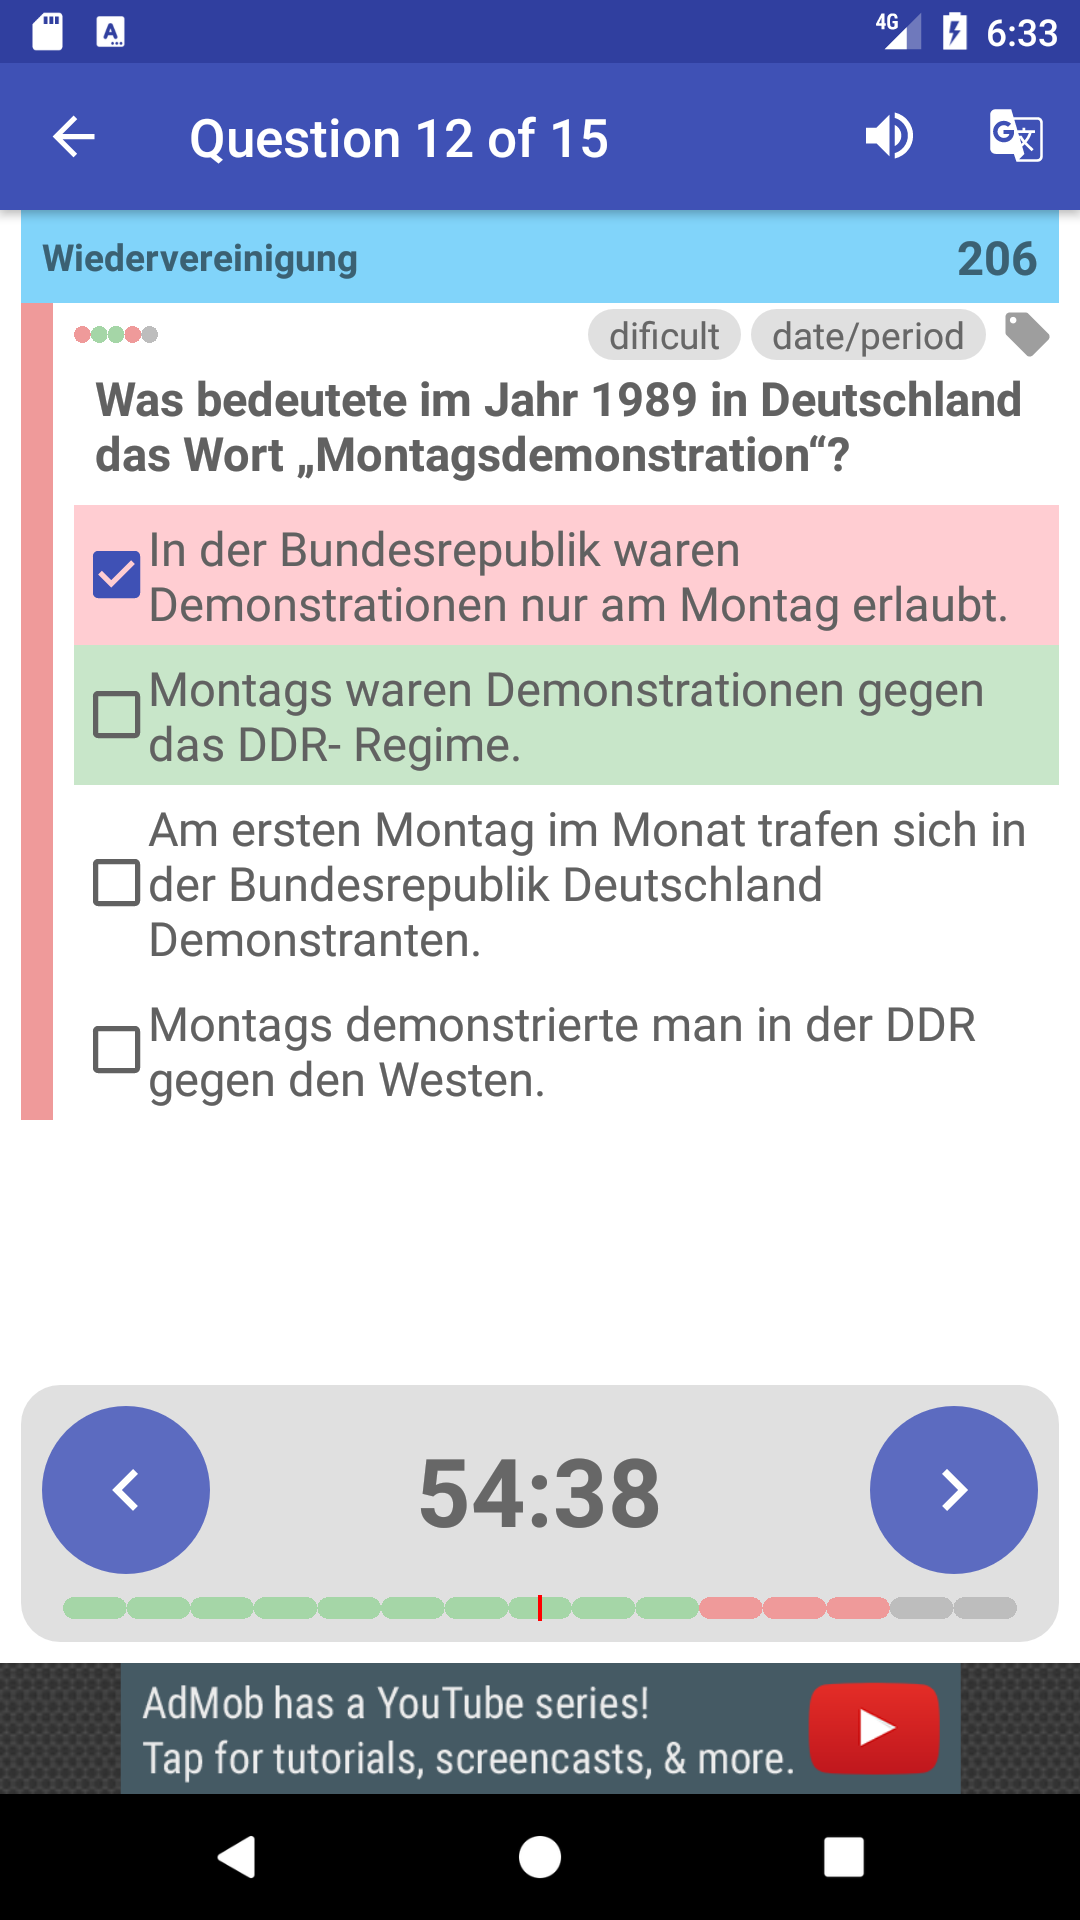 4G
6:33
Question 12 of 15
Wiedervereinigung
206
dificult
date/period
Was bedeutete im Jahr 1989 in Deutschland
das Wort „Montagsdemonstration“?
In der Bundesrepublik waren
Demonstrationen nur am Montag erlaubt.
Montags waren Demonstrationen gegen
das DDR- Regime.
Am ersten Montag im Monat trafen sich in
der Bundesrepublik Deutschland
Demonstranten.
Montags demonstrierte man in der DDR
gegen den Westen.
54:38
AdMob has a YouTube series!
Tap for tutorials, screencasts, & more.